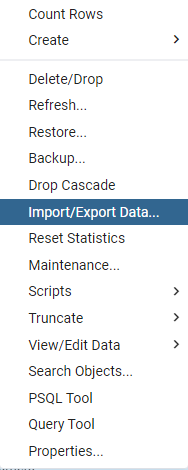 Count Rows
Create
Delete/Drop
Refresh...
Restore...
Backup...
Drop Cascade
Import/Export Data...
Reset Statistics
Maintenance...
Scripts
Truncate
View/Edit Data
Search Objects...
PSQL Tool
Query Tool
Properties...